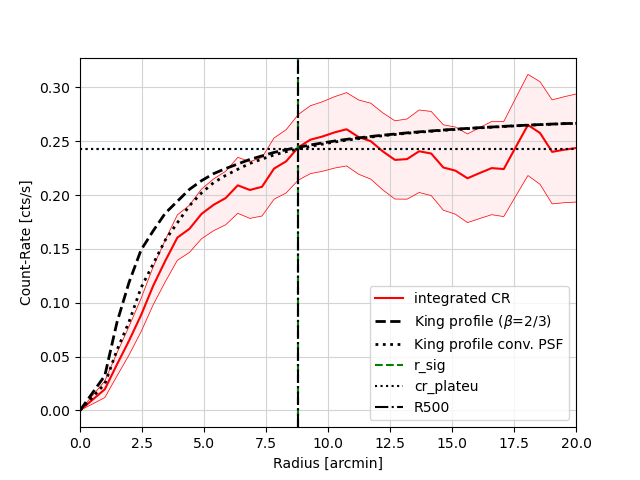 0.30
0.25
0.20
0.15
0.10
0.05
0.00
Count-Rate [cts/s]
integrated CR
King profile (β=2/3)
King profile conv. PSF
r_sig
cr_plateu
R500
0.0 2.5 5.0 7.5 10.0 12.5 15.0 17.5 20.0
Radius [arcmin]